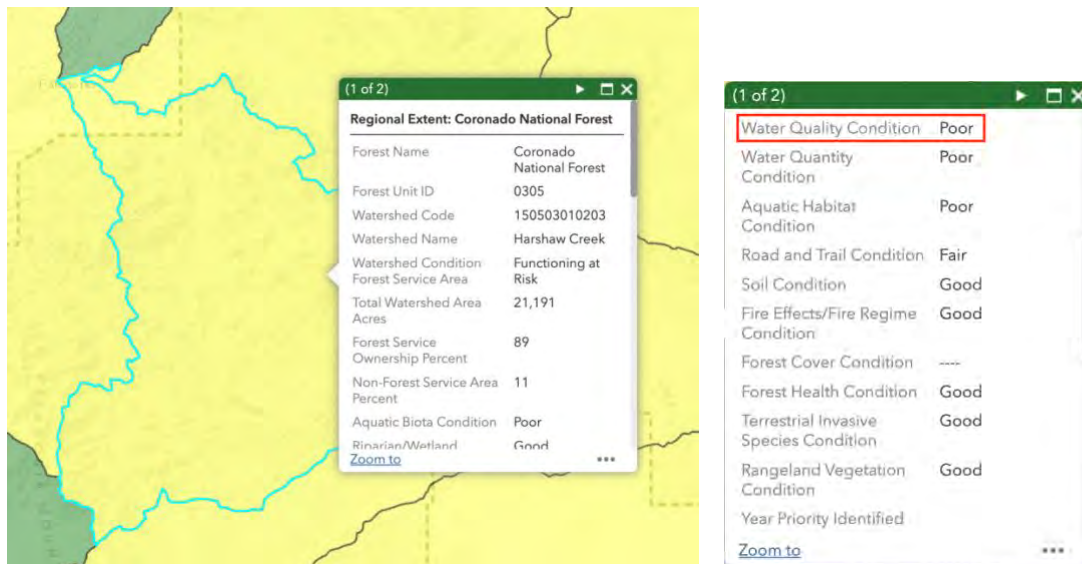 (1 of 2)
Regional Extent: Coronado National Forest
Forest Name Coronado
National Forest
Forest Unit ID 0305
Watershed Code 150503010203
Watershed Name Harshaw Creek
Watershed Condition Functioning at
Forest Service Area Risk
Total Watershed Area 21,191
Acres
Forest Service 89
Ownership Percent
Non-Forest Service Area 11
Percent
Aquatic Biota Condition Poor
Riparian/Wetland Good
Zoom to
(1 of 2)
Water Quality Condition Poor
Water Quantity Poor
Condition
Aquatic Habitat Poor
Condition
Road and Trail Condition Fair
Soil Condition Good
Fire Effects/Fire Regime Good
Condition
Forest Cover Condition ----
Forest Health Condition Good
Terrestrial Invasive Good
Species Condition
Rangeland Vegetation Good
Condition
Year Priority Identified
Zoom to